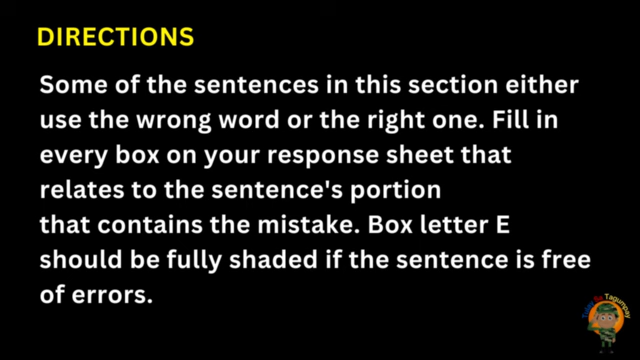 DIRECTIONS
Some of the sentences in this section either
use the wrong word or the right one. Fill in
every box on your response sheet that
relates to the sentence's portion
that contains the mistake. Box letter E
should be fully shaded if the sentence is free
of errors.
Tagumpay